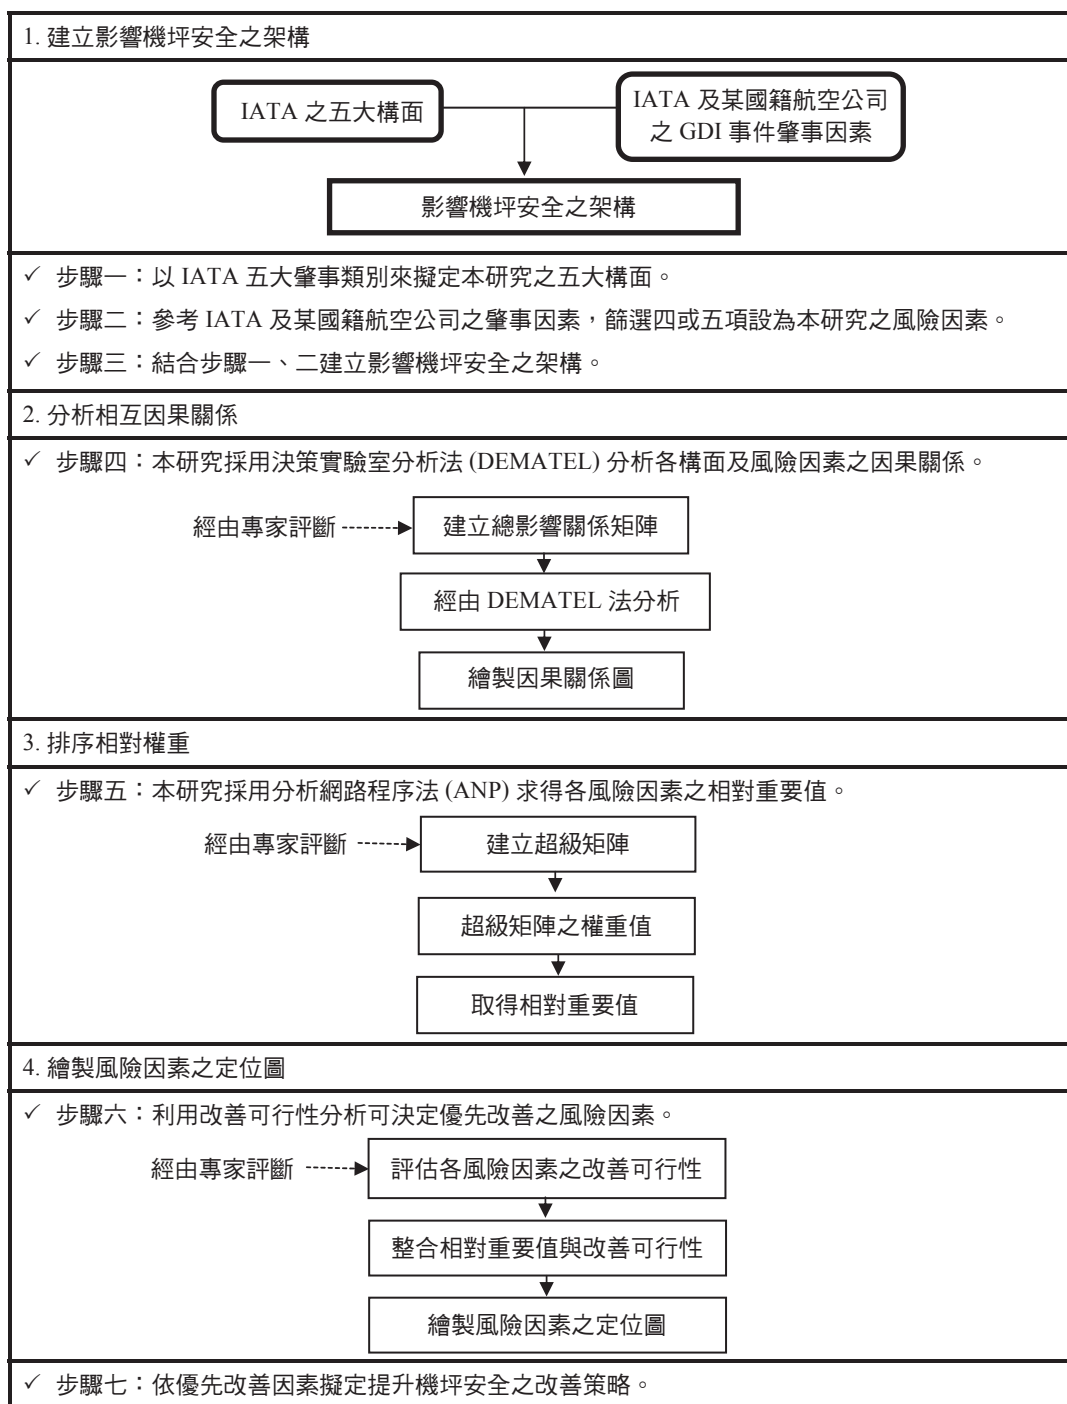 1. 建立影響機坪安全之架構
IATA 之五大構面
IATA 及某國籍航空公司
之 GDI 事件肇事因素
影響機坪安全之架構
✓ 步驟一：以 IATA 五大肇事類別來擬定本研究之五大構面。
✓ 步驟二：參考 IATA 及某國籍航空公司之肇事因素，篩選四或五項設為本研究之風險因素。
✓ 步驟三：結合步驟一、二建立影響機坪安全之架構。
2. 分析相互因果關係
✓ 步驟四：本研究採用決策實驗室分析法 (DEMATEL) 分析各構面及風險因素之因果關係。
經由專家評斷
建立總影響關係矩陣
經由 DEMATEL 法分析
繪製因果關係圖
3. 排序相對權重
✓ 步驟五：本研究採用分析網路程序法 (ANP) 求得各風險因素之相對重要值。
經由專家評斷
建立超級矩陣
超級矩陣之權重值
取得相對重要值
4. 繪製風險因素之定位圖
✓ 步驟六：利用改善可行性分析可決定優先改善之風險因素。
經由專家評斷
評估各風險因素之改善可行性
整合相對重要值與改善可行性
繪製風險因素之定位圖
✓ 步驟七：依優先改善因素擬定提升機坪安全之改善策略。